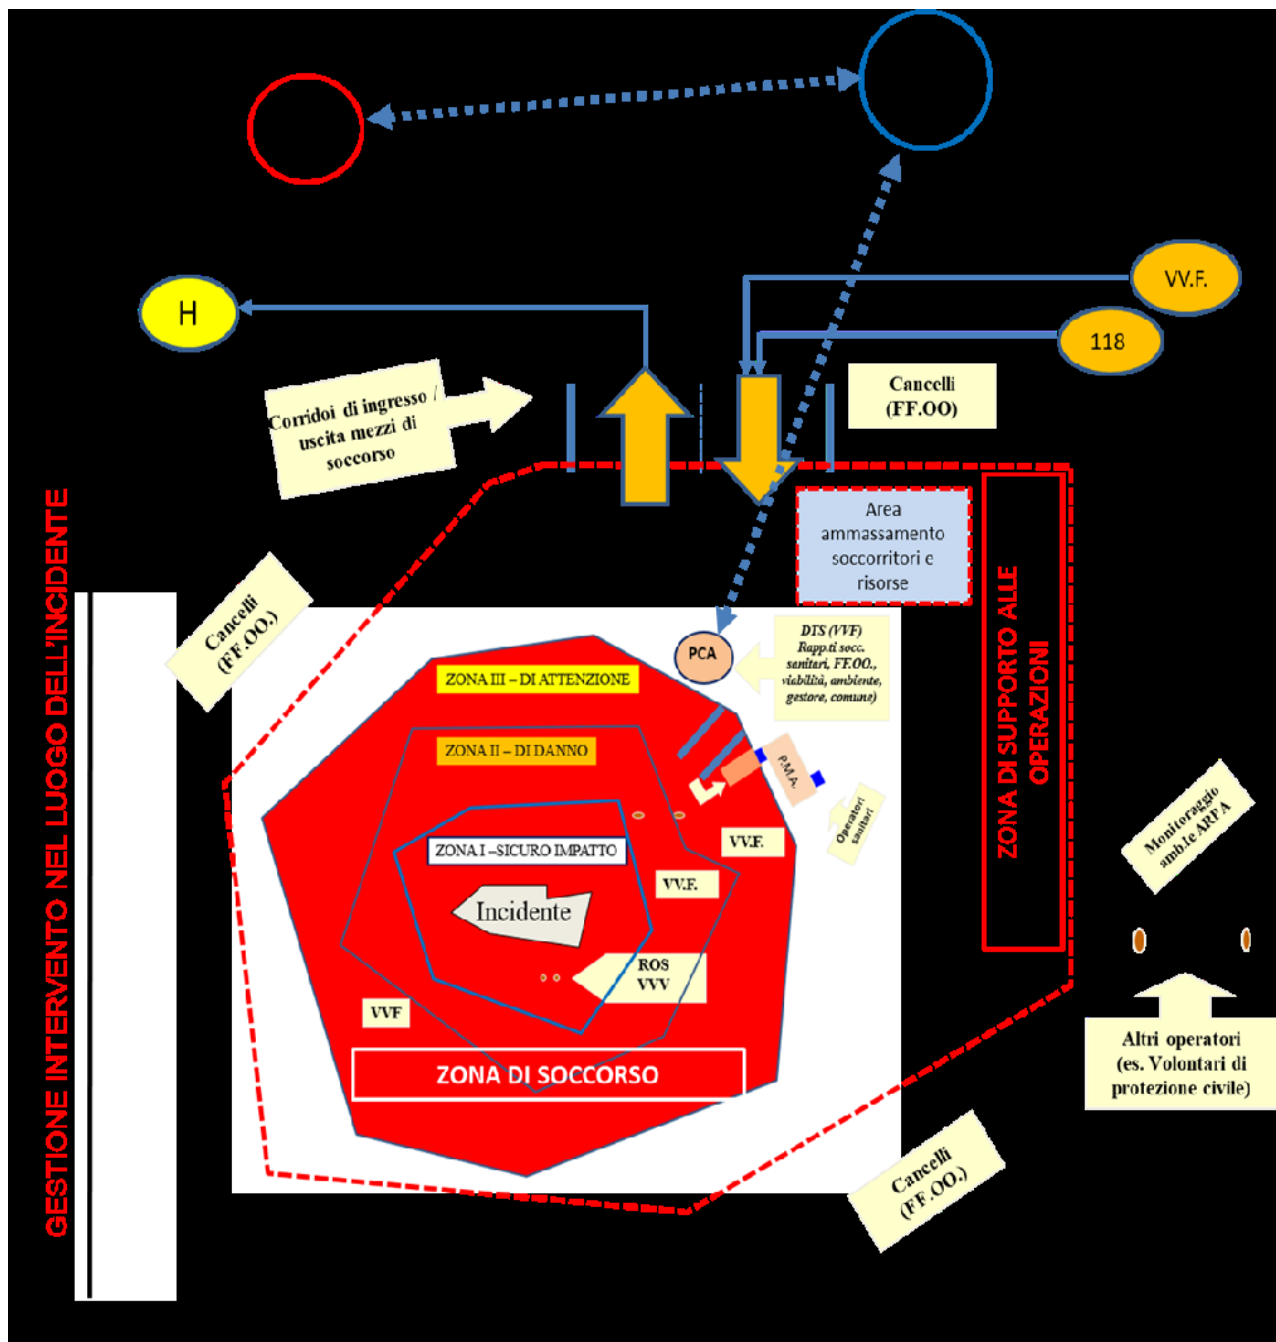 VV.F.
H
118
Cancelli
(FF.OO)
Corridoi di ingresso /
uscita mezzi di
soccorso
GESTIONE INTERVENTO NEL LUOGO DELL'INCIDENTE
Area
ammassamento
soccorritori e
risorse
ZONA DI SUPPORTO ALLE
OPERAZIONI
Cancelli
(FF.OO.)
PCA
DTS (VVF)
Rapp.ti socc.
sanitari, FF.OO.,
viabilità, ambiente,
gestore, comune)
ZONA III – DI ATTENZIONE
ZONA II – DI DANNO
P.M.A.
Operatori
sanitari
Monitoraggio
amb.te ARPA
VV.F.
ZONA I –SICURO IMPATTO
VV.F.
Incidente
ROS
VVV
VVF
ZONA DI SOCCORSO
Altri operatori
(es. Volontari di
protezione civile)
Cancelli
(FF.OO.)